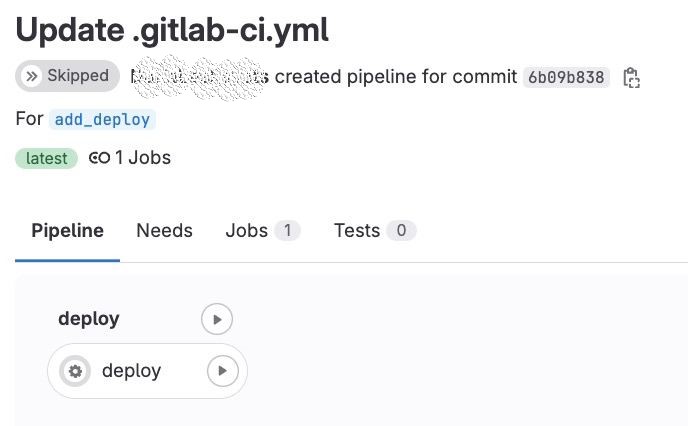 Update .gitlab-ci.yml
Skipped created pipeline for commit 6b09b838
For add_deploy
latest 1 Jobs
Pipeline Needs Jobs 1 Tests 0
deploy
deploy